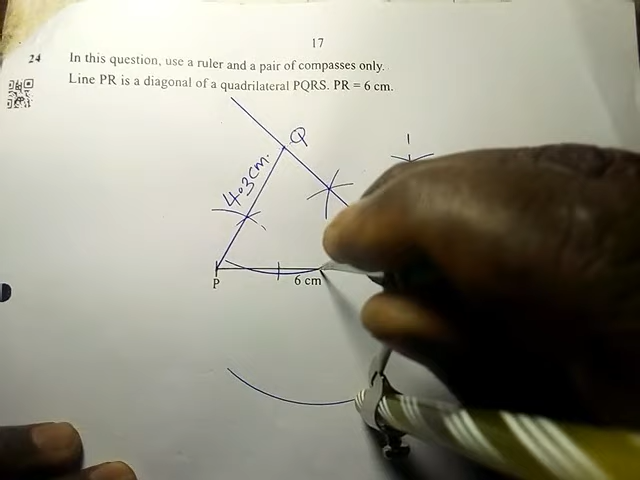 17
24 In this question, use a ruler and a pair of compasses only.
Line PR is a diagonal of a quadrilateral PQRS. PR = 6 cm.
Q
4.3cm.
P
6 cm